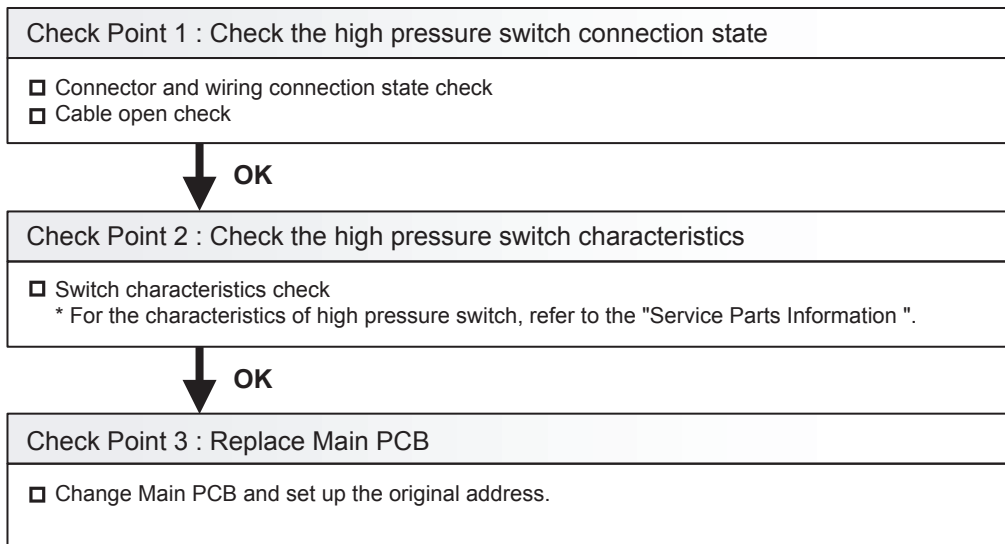 Check Point 1 : Check the high pressure switch connection state
Connector and wiring connection state check
Cable open check
OK
Check Point 2 : Check the high pressure switch characteristics
Switch characteristics check
* For the characteristics of high pressure switch, refer to the "Service Parts Information ".
OK
Check Point 3 : Replace Main PCB
Change Main PCB and set up the original address.